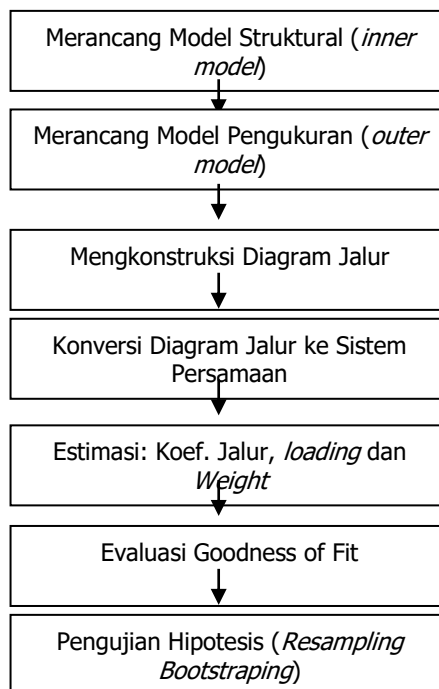 Merancang Model Struktural (inner
model)
Merancang Model Pengukuran (outer
model)
Mengkonstruksi Diagram Jalur
Konversi Diagram Jalur ke Sistem
Persamaan
Estimasi: Koef. Jalur, loading dan
Weight
Evaluasi Goodness of Fit
Pengujian Hipotesis (Resampling
Bootstraping)